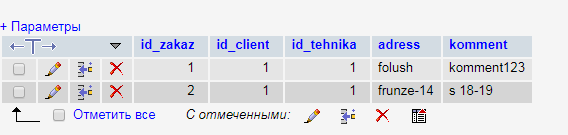 + Параметры
id_zakaz id_client id_tehnika adress komment
1 1 1 folush komment123
2 1 1 frunze-14 s 18-19
Отметить все С отмеченными: